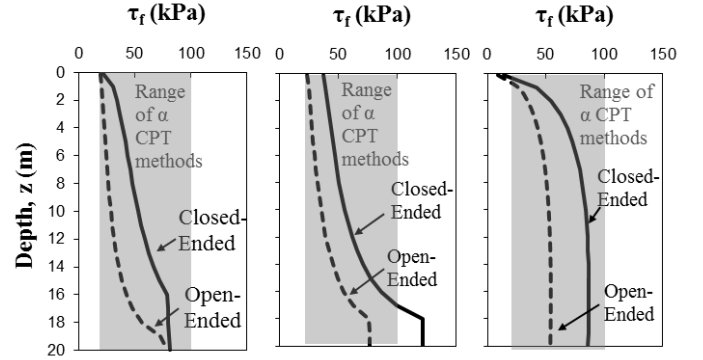 τf (kPa)
0 50 100 150
0
2
4
6
8
10
12
14
16
18
20
Depth, z (m)
Range
of α
CPT
methods
Closed-
Ended
Open-
Ended
τf (kPa)
0 50 100 150
Range
of α
CPT
methods
Closed-
Ended
Open-
Ended
τf (kPa)
0 50 100 150
Range of
α CPT
methods
Closed-
Ended
Open-
Ended